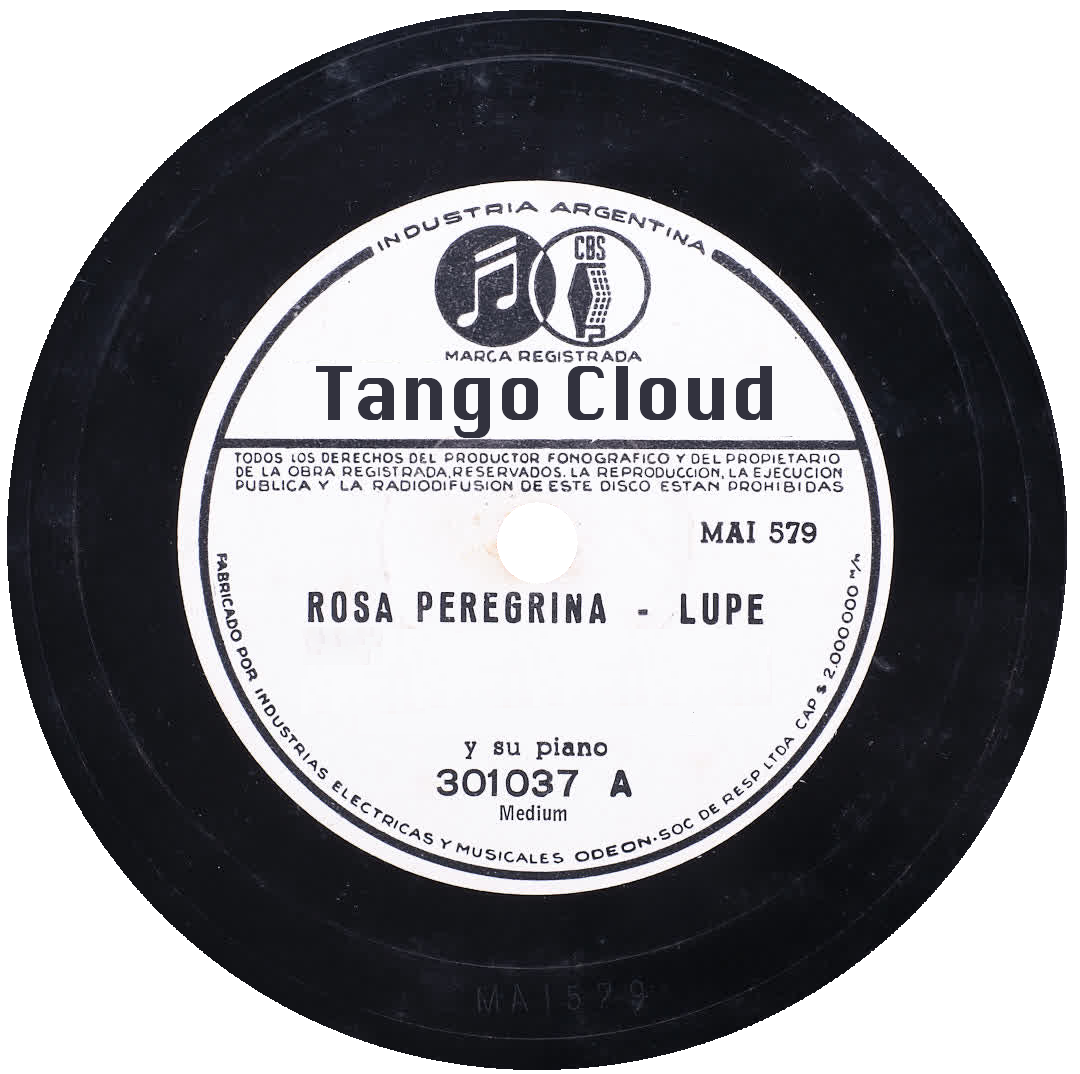 INDUSTRIA ARGENTINA
CBS
MARCA REGISTRADA
Tango Cloud
TODOS LOS DERECHOS DEL PRODUCTOR FONOGRAFICO Y DEL PROPIETARIO
DE LA OBRA REGISTRADA, RESERVADOS. LA REPRODUCCION, LA EJECUCION
PUBLICA Y LA RADIODIFUSION DE ESTE DISCO ESTAN PROHIBIDAS
MAI 579
ROSA PEREGRINA - LUPE
y su piano
301037 A
Medium
FABRICADO POR INDUSTRIAS ELECTRICAS Y MUSICALES ODEON·SOC DE RESP LTDA CAP $ 2.000.000 M/N
MAI579